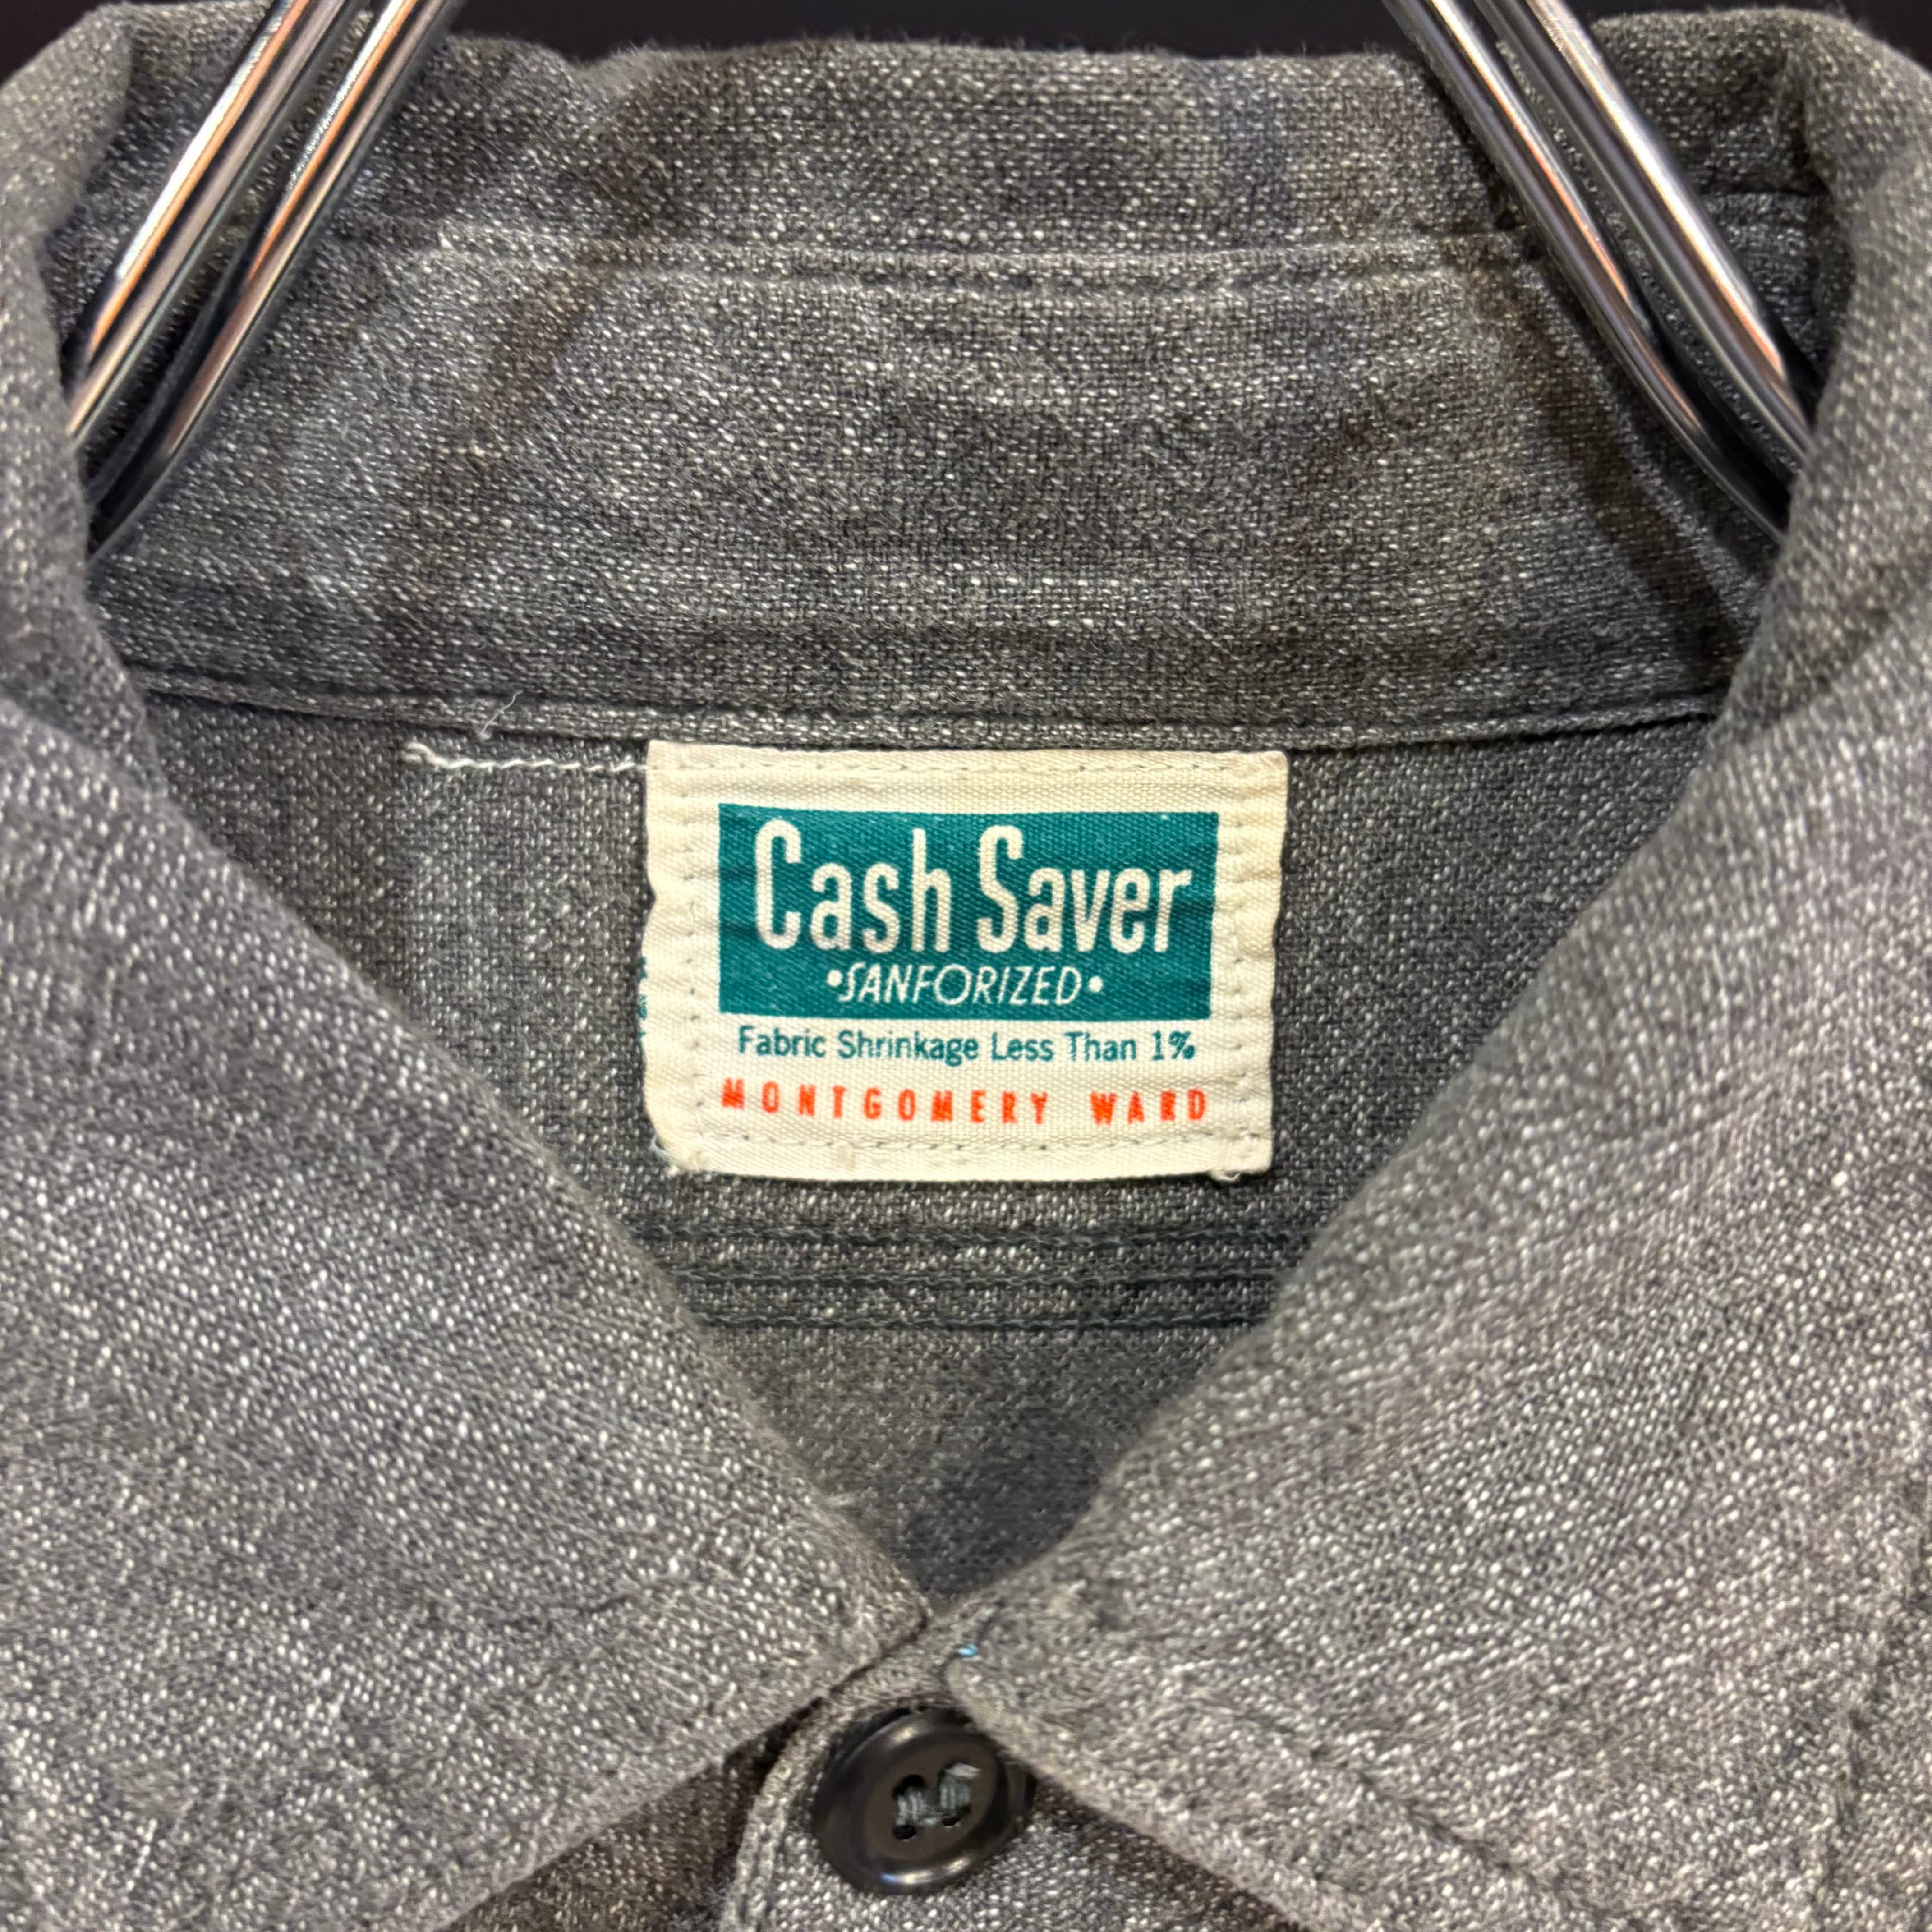 Cash Saver
•SANFORIZED•
Fabric Shrinkage Less Than 1%
MONTGOMERY WARD